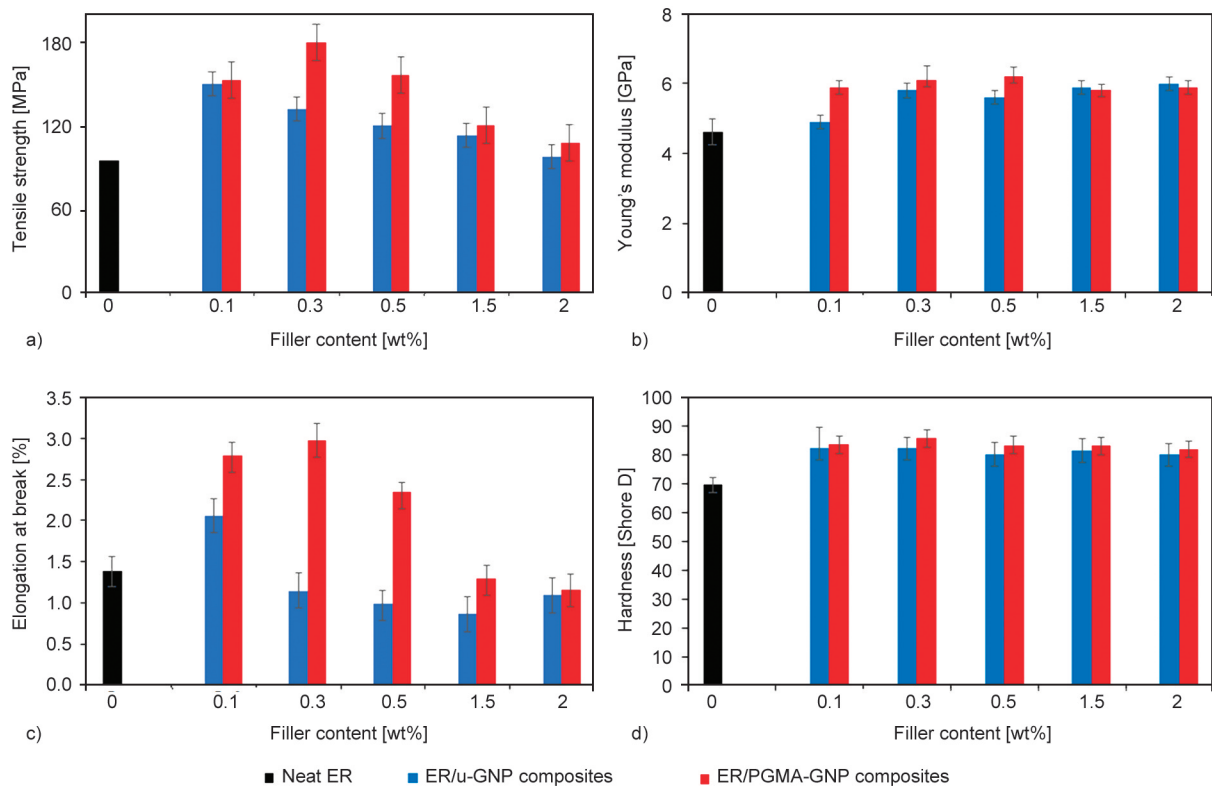 180
120
60
0
Tensile strength [MPa]
0 0.1 0.3 0.5 1.5 2
a) Filler content [wt%]
8
6
4
2
0
Young's modulus [GPa]
0 0.1 0.3 0.5 1.5 2
b) Filler content [wt%]
3.5
3.0
2.5
2.0
1.5
1.0
0.5
0.0
Elongation at break [%]
0 0.1 0.3 0.5 1.5 2
c) Filler content [wt%]
100
90
80
70
60
50
40
30
20
10
0
Hardness [Shore D]
0 0.1 0.3 0.5 1.5 2
d) Filler content [wt%]
Neat ER ER/u-GNP composites ER/PGMA-GNP composites